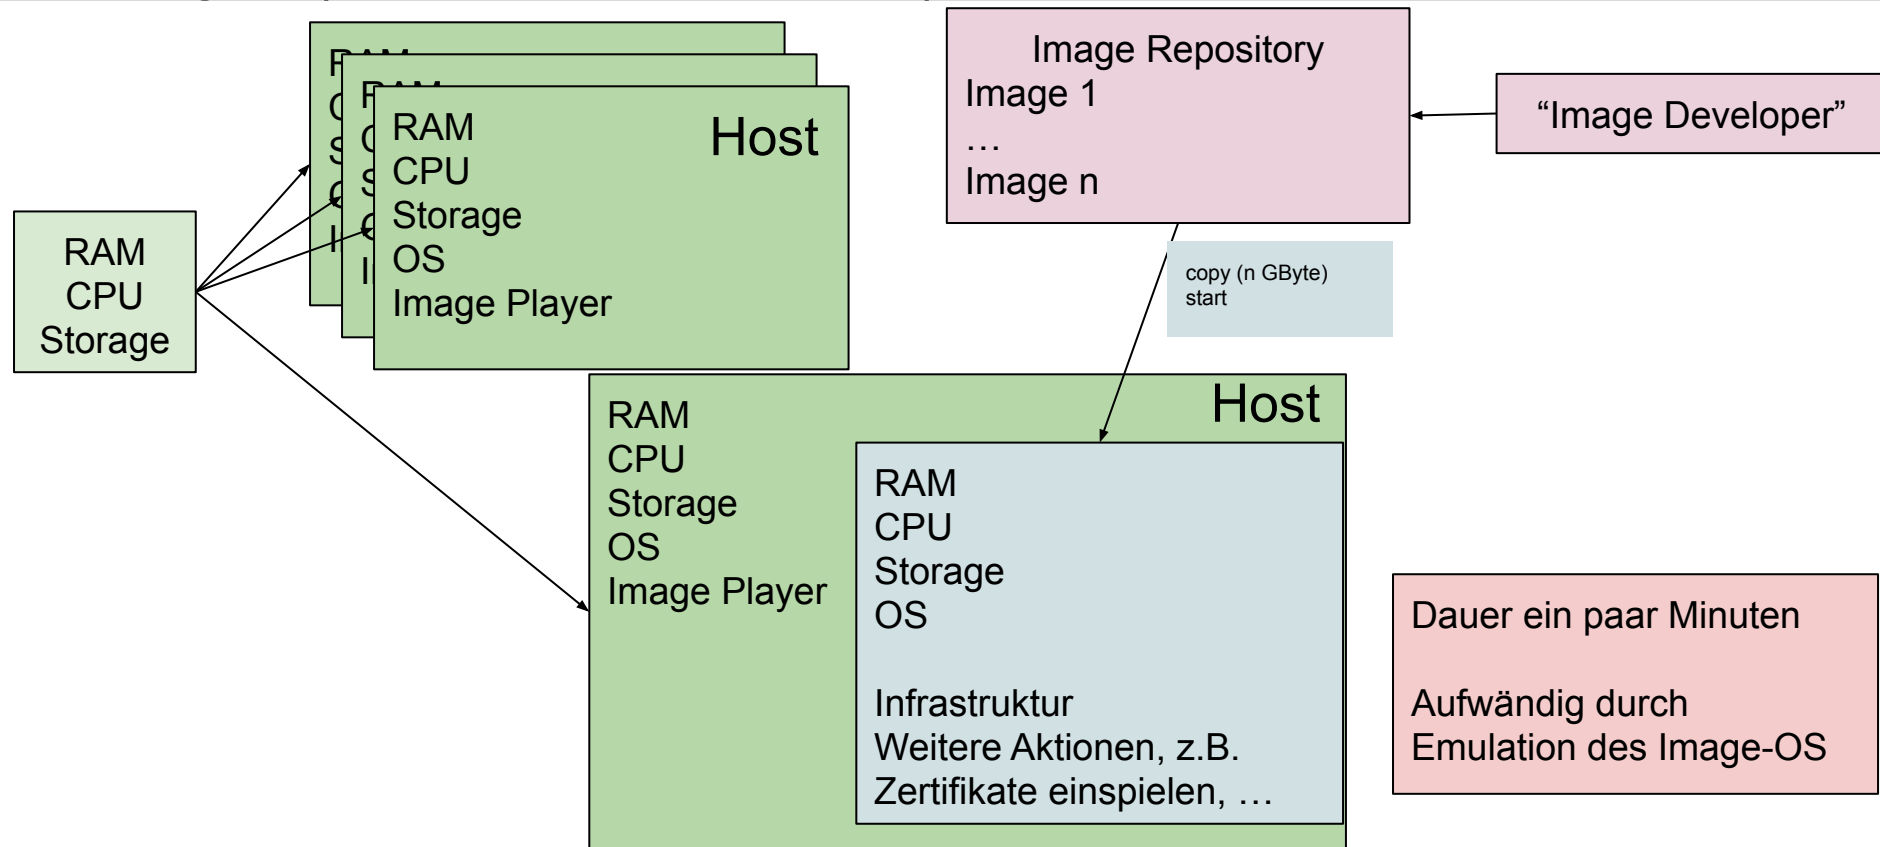 RAM
CPU
Storage
RAM
RAM
RAM
CPU
Storage
OS
Image Player
Host
Image Repository
Image 1
…
Image n
“Image Developer”
copy (n GByte)
start
Host
RAM
CPU
Storage
OS
Image Player
RAM
CPU
Storage
OS
Infrastruktur
Weitere Aktionen, z.B.
Zertifikate einspielen, …
Dauer ein paar Minuten
Aufwändig durch
Emulation des Image-OS